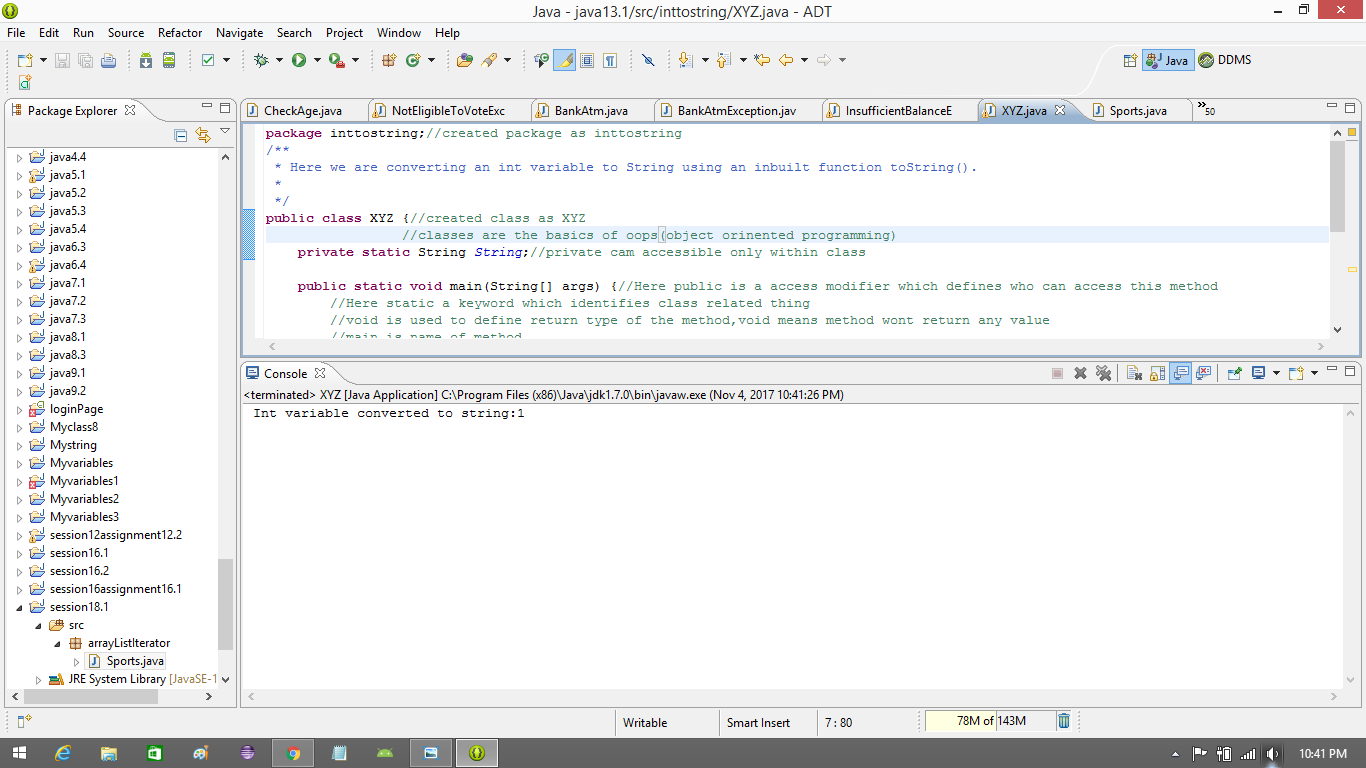 Java - java13.1/src/inttostring/XYZ.java - ADT
File Edit Run Source Refactor Navigate Search Project Window Help
Java DDMS
Package Explorer
java4.4
java5.1
java5.2
java5.3
java5.4
java6.3
java6.4
java7.1
java7.2
java7.3
java8.1
java8.3
java9.1
java9.2
loginPage
Myclass8
Mystring
Myvariables
Myvariables1
Myvariables2
Myvariables3
session12assignment12.2
session16.1
session16.2
session16assignment16.1
session18.1
src
arrayListIterator
Sports.java
JRE System Library [JavaSE-1
CheckAge.java NotEligibleToVoteExc BankAtm.java BankAtmException.jav InsufficientBalanceE XYZ.java Sports.java »50
package inttostring;//created package as inttostring
/**
* Here we are converting an int variable to String using an inbuilt function toString().
*
*/
public class XYZ {//created class as XYZ
//classes are the basics of oops(object orinented programming)
private static String String;//private cam accessible only within class
public static void main(String[] args) {//Here public is a access modifier which defines who can access this method
//Here static a keyword which identifies class related thing
//void is used to define return type of the method,void means method wont return any value
//main is name of method
Console
<terminated> XYZ [Java Application] C:\Program Files (x86)\Java\jdk1.7.0\bin\javaw.exe (Nov 4, 2017 10:41:26 PM)
Int variable converted to string:1
Writable Smart Insert 7 : 80 78M of 143M
10:41 PM